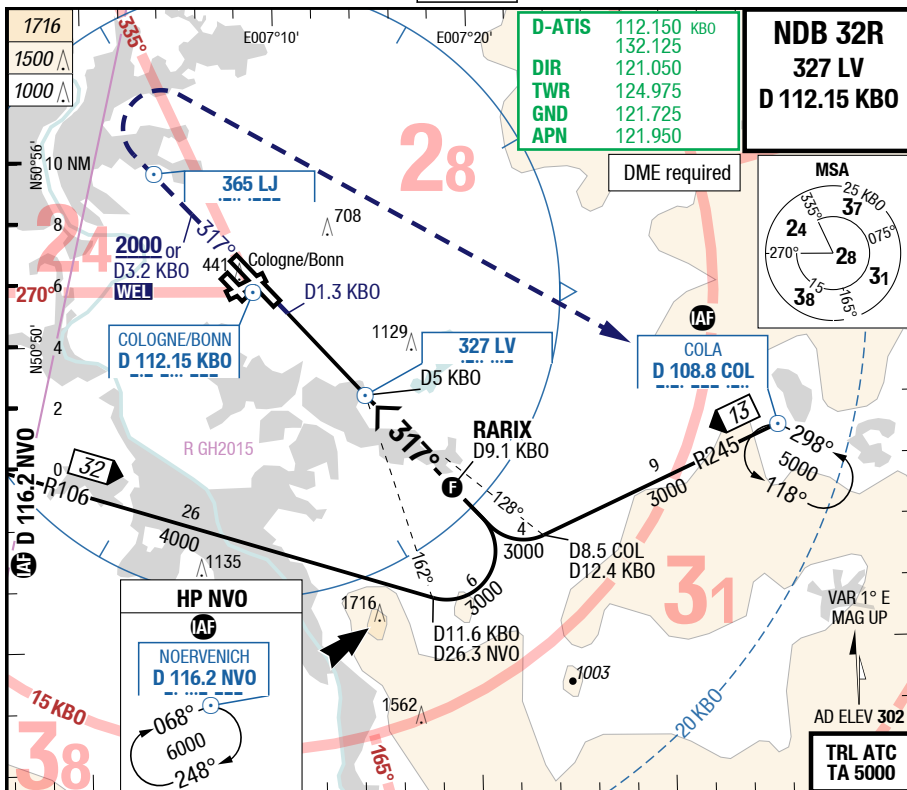 1716
1500
1000
335°
E007°10'
E007°20'
D-ATIS 112.150 KBO
132.125
DIR 121.050
TWR 124.975
GND 121.725
APN 121.950
NDB 32R
327 LV
D 112.15 KBO
DME required
MSA
25 KBO
335°
37
075°
24
270°
28
31
15
38
165°
N50°56'
10 NM
8
6
4
2
0
N50°50'
28
24
365 LJ
708
317°
2000 or
D3.2 KBO
WEL
441
Cologne/Bonn
270°
D1.3 KBO
COLOGNE/BONN
D 112.15 KBO
1129
327 LV
D5 KBO
IAF
COLA
D 108.8 COL
RARIX
D9.1 KBO
317°
F
R GH2015
13
R245
9
3000
298°
5000
118°
128°
4
3000
D8.5 COL
D12.4 KBO
IAF D 116.2 NVO
32
R106
26
4000
162°
6
3000
D11.6 KBO
D26.3 NVO
1135
1716
31
HP NVO
IAF
NOERVENICH
D 116.2 NVO
068°
6000
248°
1562
1003
15 KBO
38
165°
20 KBO
VAR 1° E
MAG UP
AD ELEV 302
TRL ATC
TA 5000